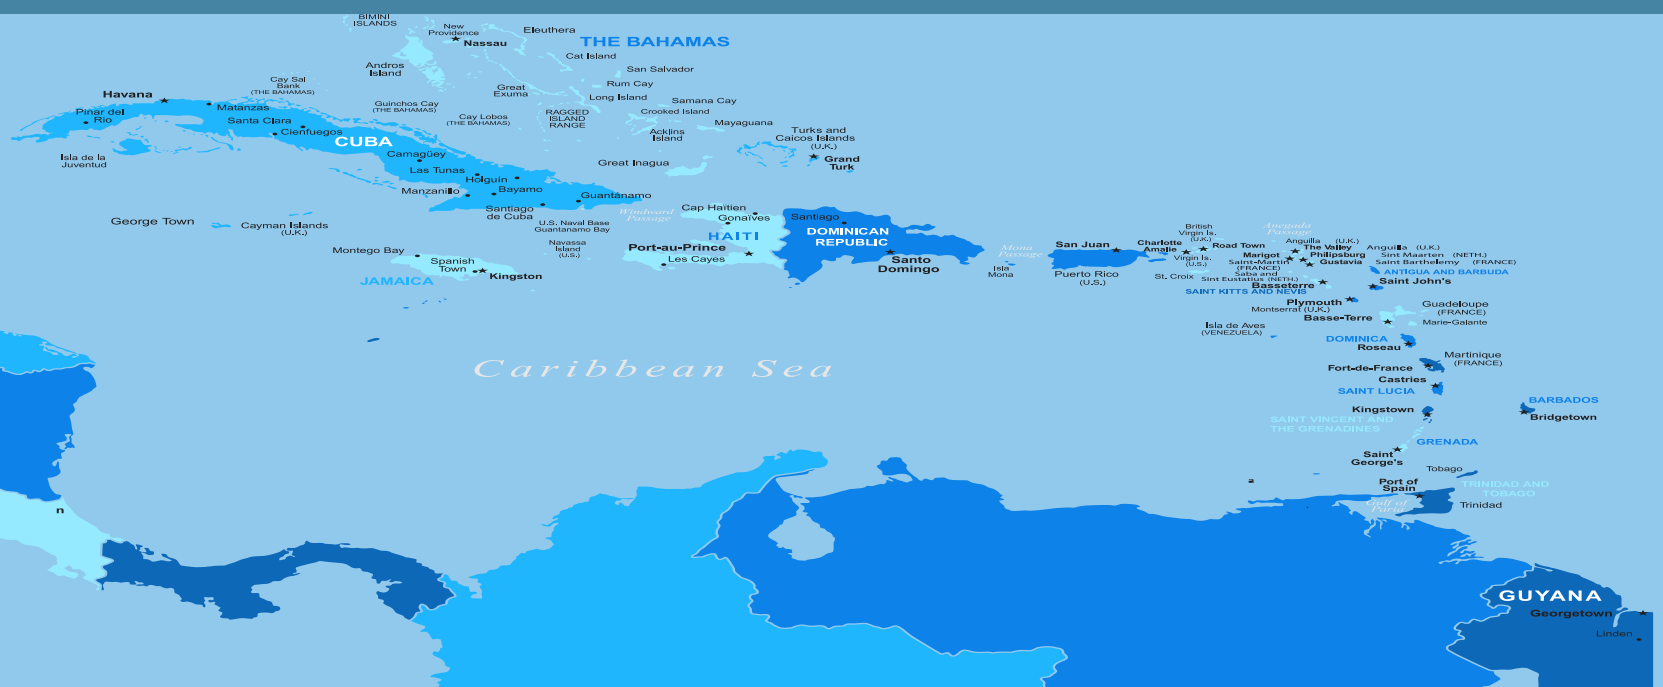 BIMINI
ISLANDS
New
Providence
Nassau
Eleuthera
THE BAHAMAS
Cat Island
Andros
Island
San Salvador
Cay Sal
Bank
(THE BAHAMAS)
Great
Exuma
Rum Cay
Long Island
Samana Cay
Havana
Matanzas
Guinchos Cay
(THE BAHAMAS)
Cay Lobos
(THE BAHAMAS)
RAGGED
ISLAND
RANGE
Crooked Island
Mayaguana
Pinar del
Rio
Santa Clara
Cienfuegos
Acklins
Island
Turks and
Caicos Islands
(U.K.)
CUBA
Isla de la
Juventud
Camagüey
Las Tunas
Holguín
Great Inagua
Grand
Turk
Manzanillo
Bayamo
Guantánamo
Santiago
de Cuba
U.S. Naval Base
Guantanamo Bay
Windward
Passage
Cap Haïtien
Gonaïves
Santiago
George Town
Cayman Islands
(U.K.)
HAITI
DOMINICAN
REPUBLIC
Navassa
Island
(U.S.)
Port-au-Prince
Les Cayes
Santo
Domingo
Montego Bay
Spanish
Town
Kingston
JAMAICA
Mona
Passage
Isla
Mona
San Juan
Puerto Rico
(U.S.)
Charlotte
Amalie
British
Virgin Is.
(U.K.)
Road Town
Virgin Is.
(U.S.)
St. Croix
Anegada
Passage
Anguilla (U.K.)
The Valley
Anguilla (U.K.)
Marigot
Philipsburg
Sint Maarten (NETH.)
Saint-Martin
(FRANCE)
Gustavia
Saint Barthelemy (FRANCE)
Saba and
Sint Eustatius (NETH.)
ANTIGUA AND BARBUDA
Saint John's
Basseterre
SAINT KITTS AND NEVIS
Plymouth
Montserrat (U.K.)
Guadeloupe
(FRANCE)
Basse-Terre
Marie-Galante
Isla de Aves
(VENEZUELA)
DOMINICA
Roseau
Martinique
(FRANCE)
Caribbean Sea
Fort-de-France
Castries
SAINT LUCIA
Kingstown
BARBADOS
Bridgetown
SAINT VINCENT AND
THE GRENADINES
GRENADA
Saint
George's
Tobago
a
Port of
Spain
TRINIDAD AND
TOBAGO
Gulf of
Paria
Trinidad
n
GUYANA
Georgetown
Linden